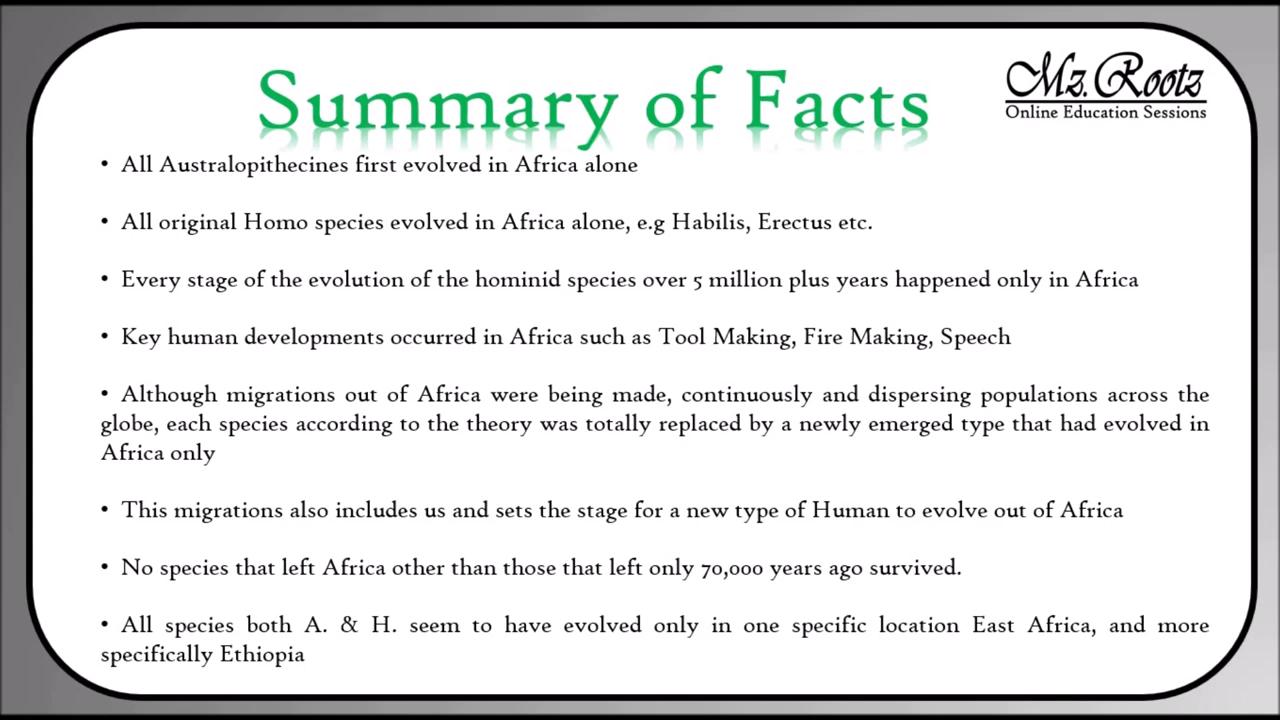 Mz. Rootz
Online Education Sessions
Summary of Facts
• All Australopithecines first evolved in Africa alone
• All original Homo species evolved in Africa alone, e.g Habilis, Erectus etc.
• Every stage of the evolution of the hominid species over 5 million plus years happened only in Africa
• Key human developments occurred in Africa such as Tool Making, Fire Making, Speech
• Although migrations out of Africa were being made, continuously and dispersing populations across the
globe, each species according to the theory was totally replaced by a newly emerged type that had evolved in
Africa only
• This migrations also includes us and sets the stage for a new type of Human to evolve out of Africa
• No species that left Africa other than those that left only 70,000 years ago survived.
• All species both A. & H. seem to have evolved only in one specific location East Africa, and more
specifically Ethiopia